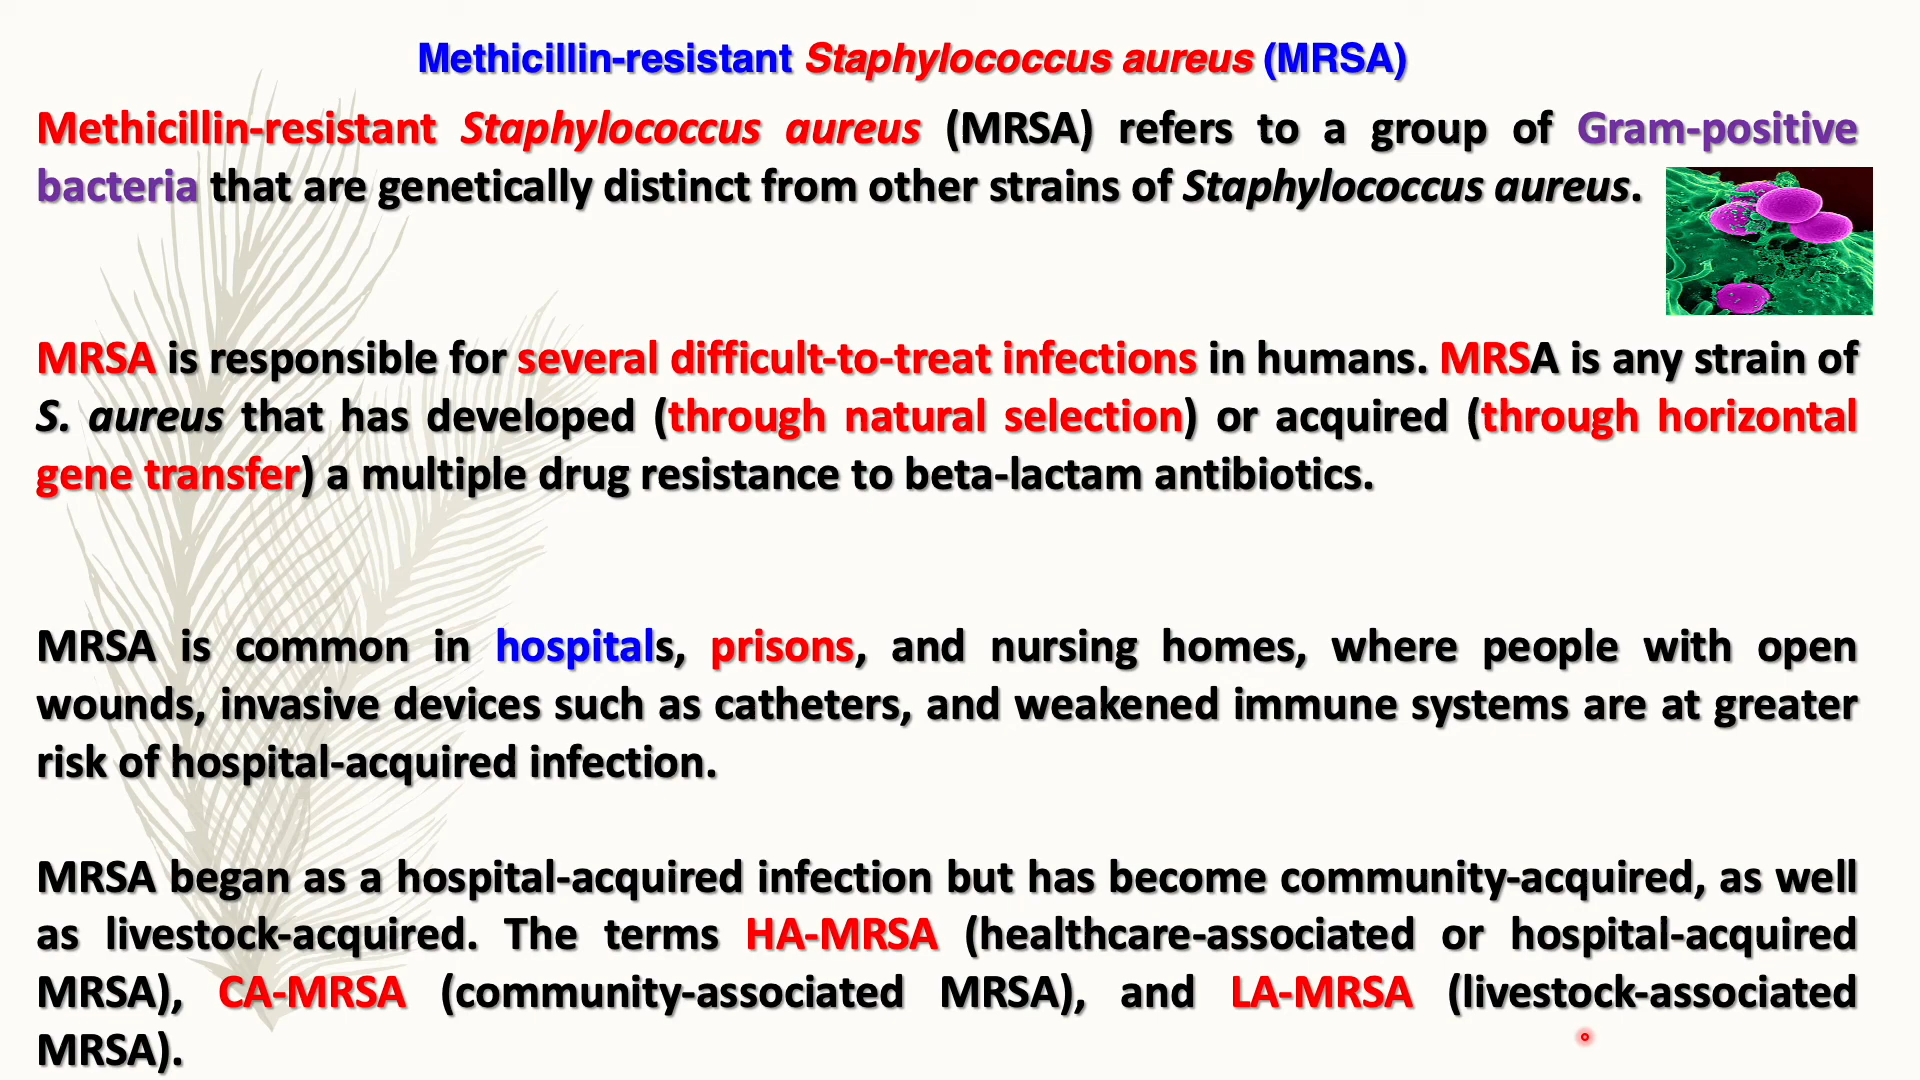 Methicillin-resistant Staphylococcus aureus (MRSA)
Methicillin-resistant Staphylococcus aureus (MRSA) refers to a group of Gram-positive
bacteria that are genetically distinct from other strains of Staphylococcus aureus.
MRSA is responsible for several difficult-to-treat infections in humans. MRSA is any strain of
S. aureus that has developed (through natural selection) or acquired (through horizontal
gene transfer) a multiple drug resistance to beta-lactam antibiotics.
MRSA is common in hospitals, prisons, and nursing homes, where people with open
wounds, invasive devices such as catheters, and weakened immune systems are at greater
risk of hospital-acquired infection.
MRSA began as a hospital-acquired infection but has become community-acquired, as well
as livestock-acquired. The terms HA-MRSA (healthcare-associated or hospital-acquired
MRSA), CA-MRSA (community-associated MRSA), and LA-MRSA (livestock-associated
MRSA).